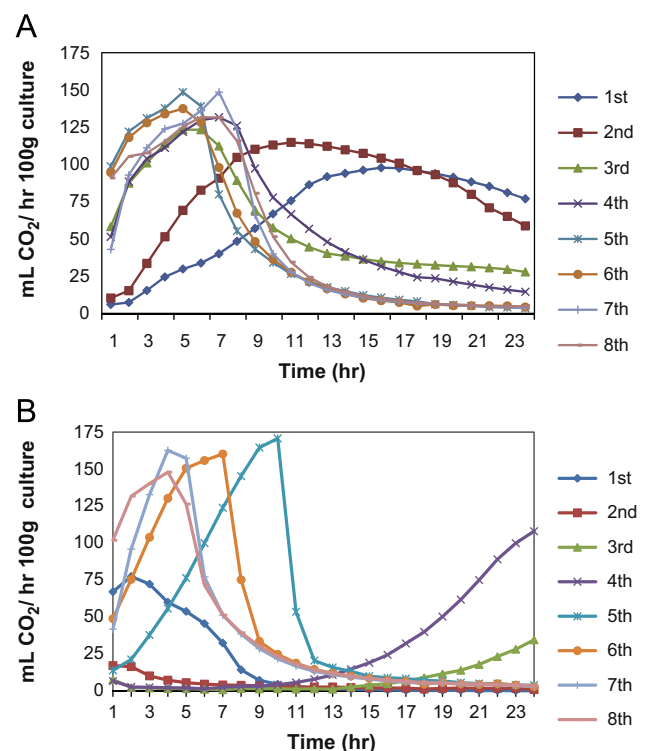 A
mL CO2/ hr 100g culture
175
150
125
100
75
50
25
0
1 3 5 7 9 11 13 15 17 19 21 23
Time (hr)
1st
2nd
3rd
4th
5th
6th
7th
8th
B
mL CO2/ hr 100g culture
175
150
125
100
75
50
25
0
1 3 5 7 9 11 13 15 17 19 21 23
Time (hr)
1st
2nd
3rd
4th
5th
6th
7th
8th